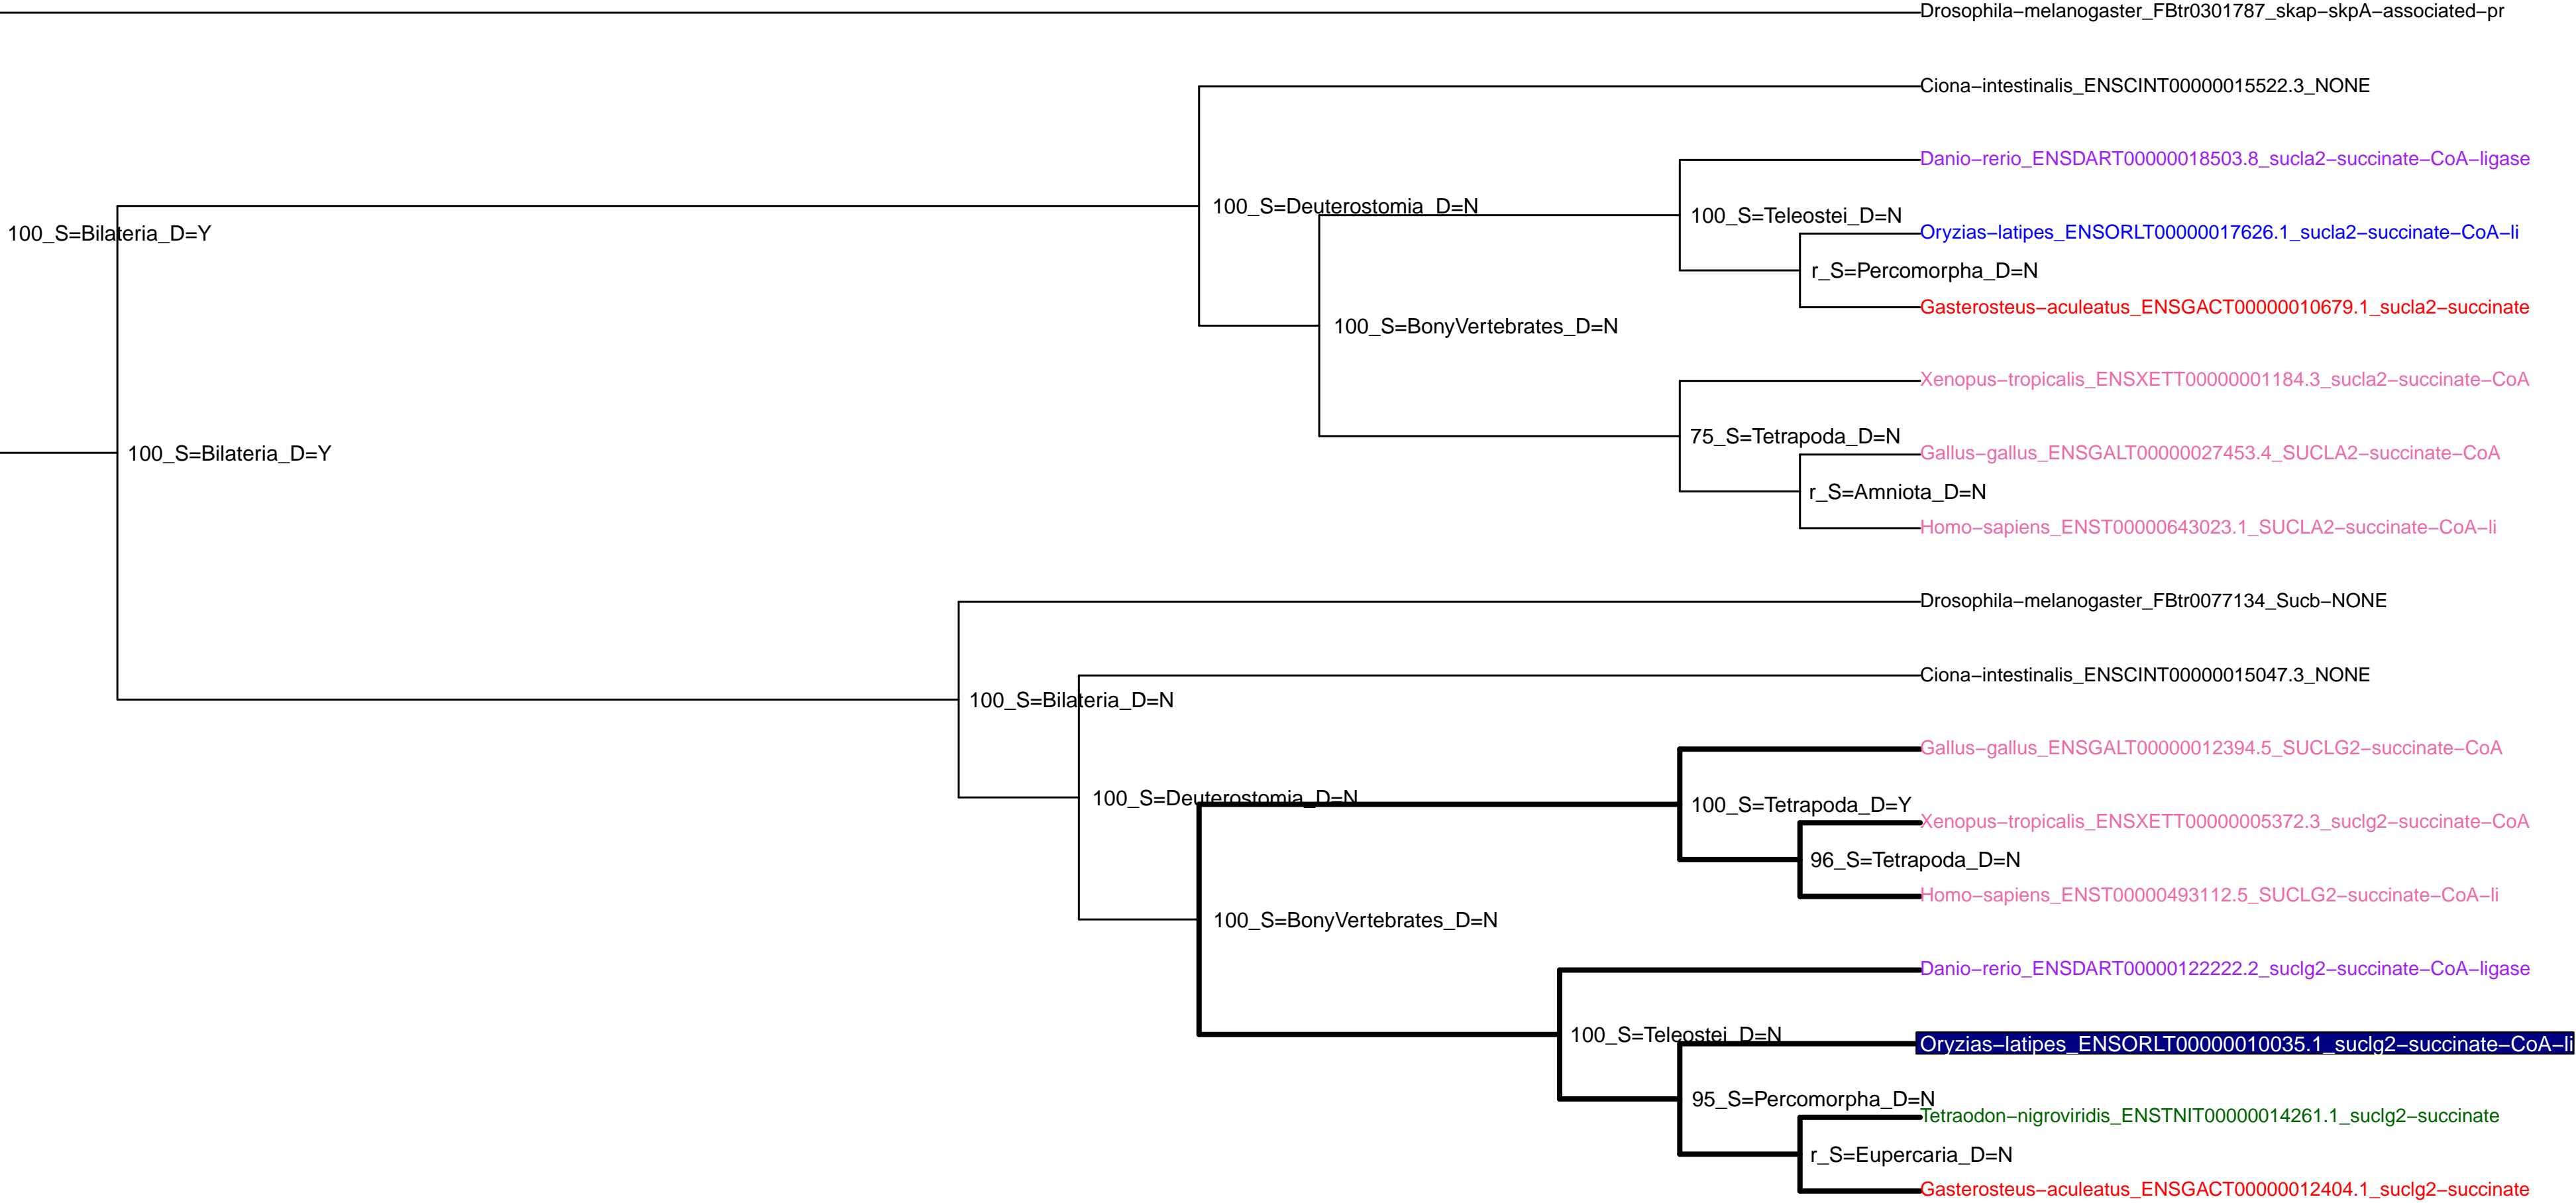 Drosophila−melanogaster_FBtr0301787_skap−skpA−associated−pr
Ciona−intestinalis_ENSCINT00000015522.3_NONE
Danio−rerio_ENSDART00000018503.8_sucla2−succinate−CoA−ligase
100_S=Deuterostomia_D=N
100_S=Teleostei_D=N
100_S=Bilateria_D=Y
Oryzias−latipes_ENSORLT00000017626.1_sucla2−succinate−CoA−li
r_S=Percomorpha_D=N
Gasterosteus−aculeatus_ENSGACT00000010679.1_sucla2−succinate
100_S=BonyVertebrates_D=N
Xenopus−tropicalis_ENSXETT00000001184.3_sucla2−succinate−CoA
75_S=Tetrapoda_D=N
100_S=Bilateria_D=Y
Gallus−gallus_ENSGALT00000027453.4_SUCLA2−succinate−CoA
r_S=Amniota_D=N
Homo−sapiens_ENST00000643023.1_SUCLA2−succinate−CoA−li
Drosophila−melanogaster_FBtr0077134_Sucb−NONE
Ciona−intestinalis_ENSCINT00000015047.3_NONE
100_S=Bilateria_D=N
Gallus−gallus_ENSGALT00000012394.5_SUCLG2−succinate−CoA
100_S=Deuterostomia_D=N
100_S=Tetrapoda_D=Y
Xenopus−tropicalis_ENSXETT00000005372.3_suclg2−succinate−CoA
96_S=Tetrapoda_D=N
Homo−sapiens_ENST00000493112.5_SUCLG2−succinate−CoA−li
100_S=BonyVertebrates_D=N
Danio−rerio_ENSDART00000122222.2_suclg2−succinate−CoA−ligase
100_S=Teleostei_D=N
Oryzias−latipes_ENSORLT00000010035.1_suclg2−succinate−CoA−li
95_S=Percomorpha_D=N
Tetraodon−nigroviridis_ENSTNIT00000014261.1_suclg2−succinate
r_S=Eupercaria_D=N
Gasterosteus−aculeatus_ENSGACT00000012404.1_suclg2−succinate